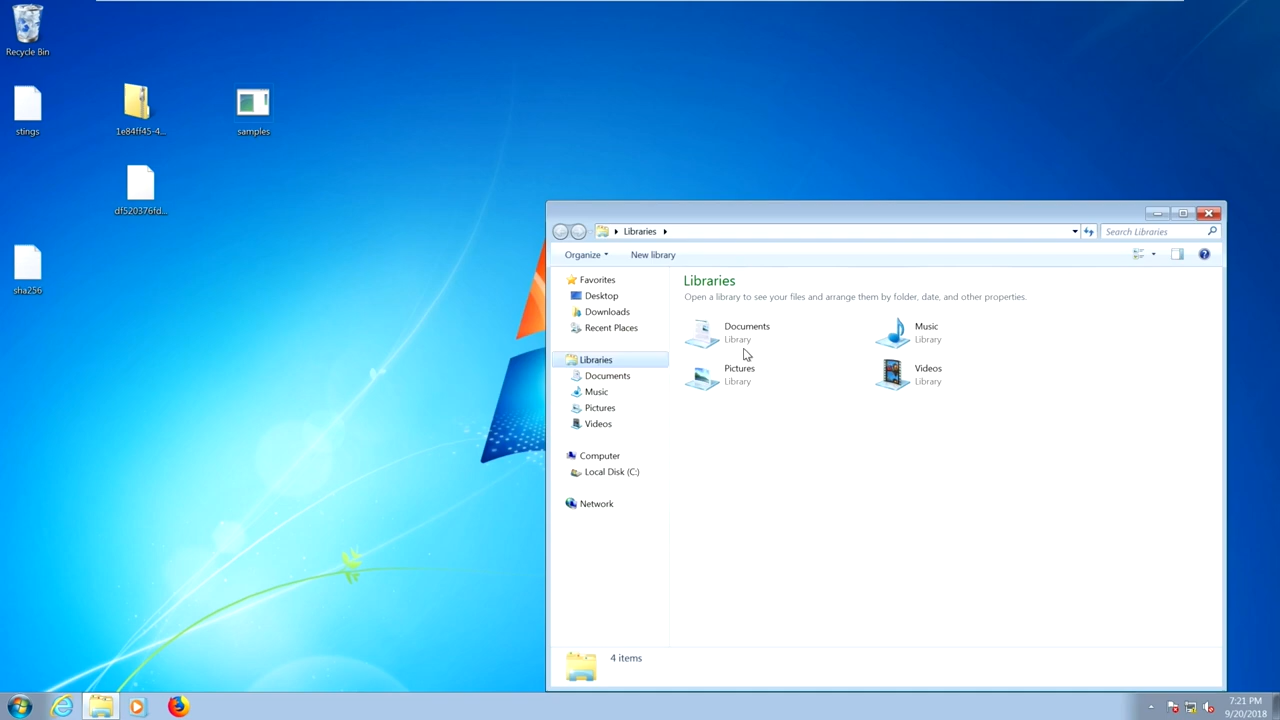 Recycle Bin
stings
1e84ff45-4...
samples
df520376fd...
sha256
Libraries
Search Libraries
Organize
New library
Favorites
Desktop
Downloads
Recent Places
Libraries
Documents
Music
Pictures
Videos
Computer
Local Disk (C:)
Network
Libraries
Open a library to see your files and arrange them by folder, date, and other properties.
Documents
Library
Music
Library
Pictures
Library
Videos
Library
4 items
7:21 PM
9/20/2018